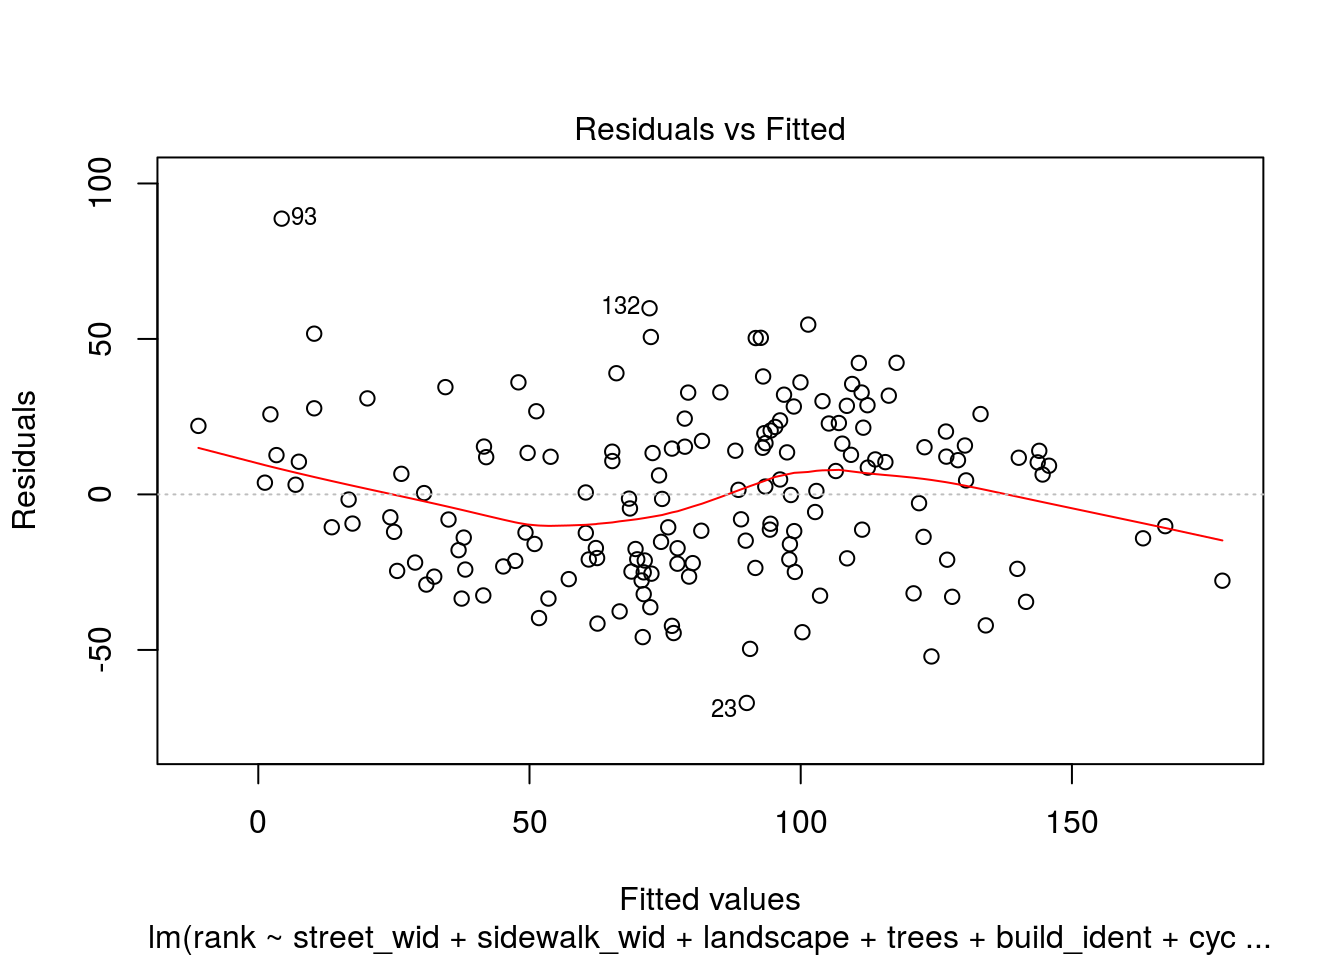 Residuals vs Fitted
Residuals
100
50
0
-50
93
132
23
0 50 100 150
Fitted values
lm(rank ~ street_wid + sidewalk_wid + landscape + trees + build_ident + cyc ...